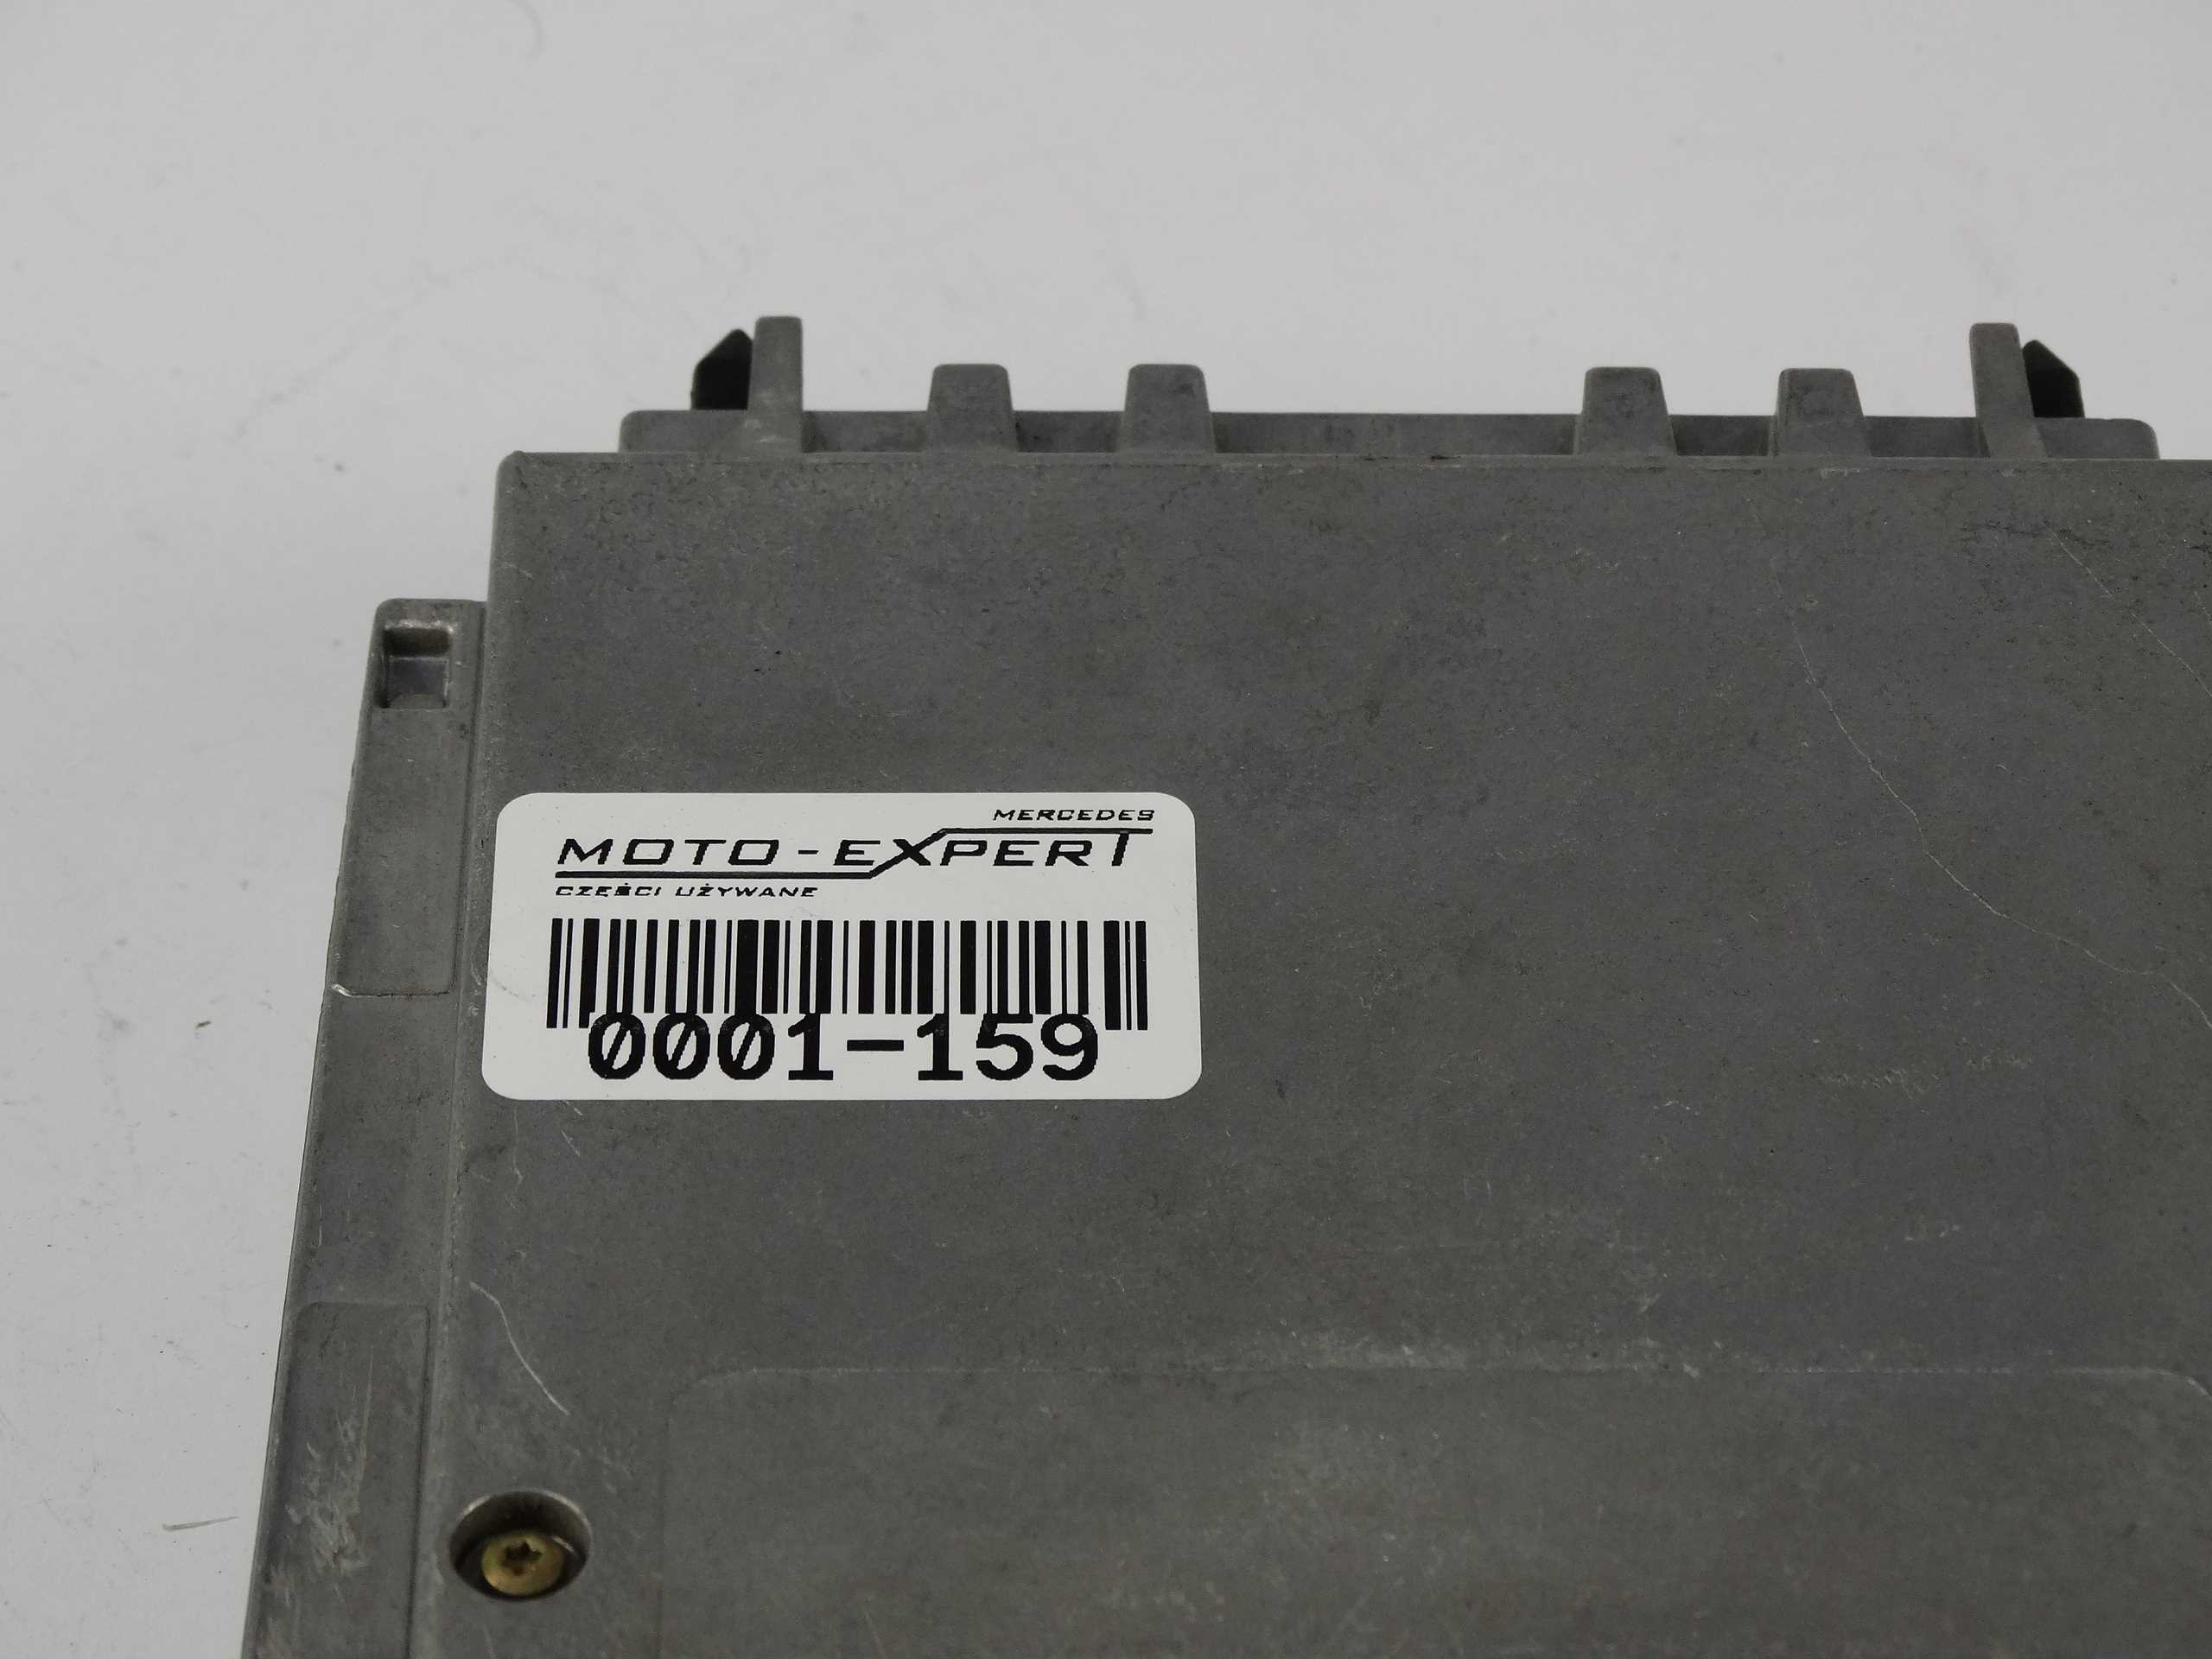 MERCEDES
MOTO-EXPERT
CZĘŚCI UŻYWANE
0001-159